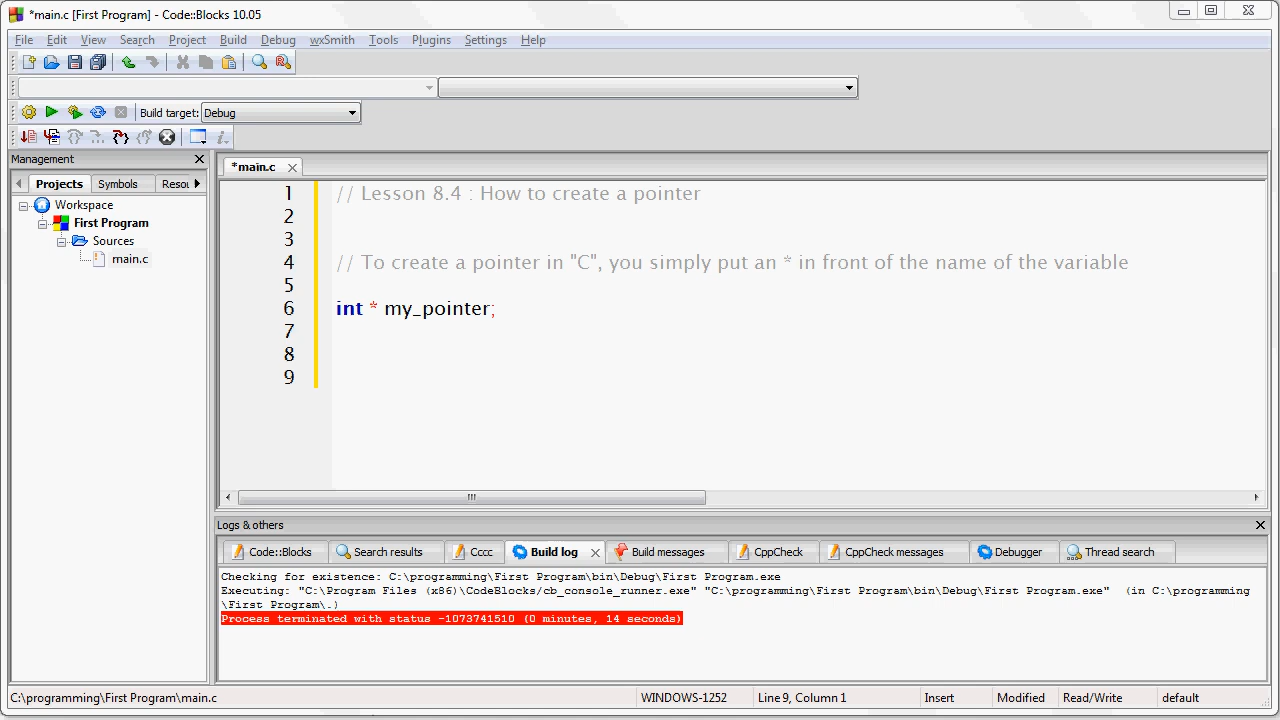 *main.c [First Program] - Code::Blocks 10.05
File Edit View Search Project Build Debug wxSmith Tools Plugins Settings Help
Build target: Debug
Management
*main.c
Projects Symbols Resou
Workspace
First Program
Sources
main.c
1 // Lesson 8.4 : How to create a pointer
2
3
4 // To create a pointer in "C", you simply put an * in front of the name of the variable
5
6 int * my_pointer;
7
8
9
Logs & others
Code::Blocks Search results Cccc Build log Build messages CppCheck CppCheck messages Debugger Thread search
Checking for existence: C:\programming\First Program\bin\Debug\First Program.exe
Executing: "C:\Program Files (x86)\CodeBlocks/cb_console_runner.exe" "C:\programming\First Program\bin\Debug\First Program.exe" (in C:\programming
\First Program\.)
Process terminated with status -1073741510 (0 minutes, 14 seconds)
C:\programming\First Program\main.c WINDOWS-1252 Line 9, Column 1 Insert Modified Read/Write default